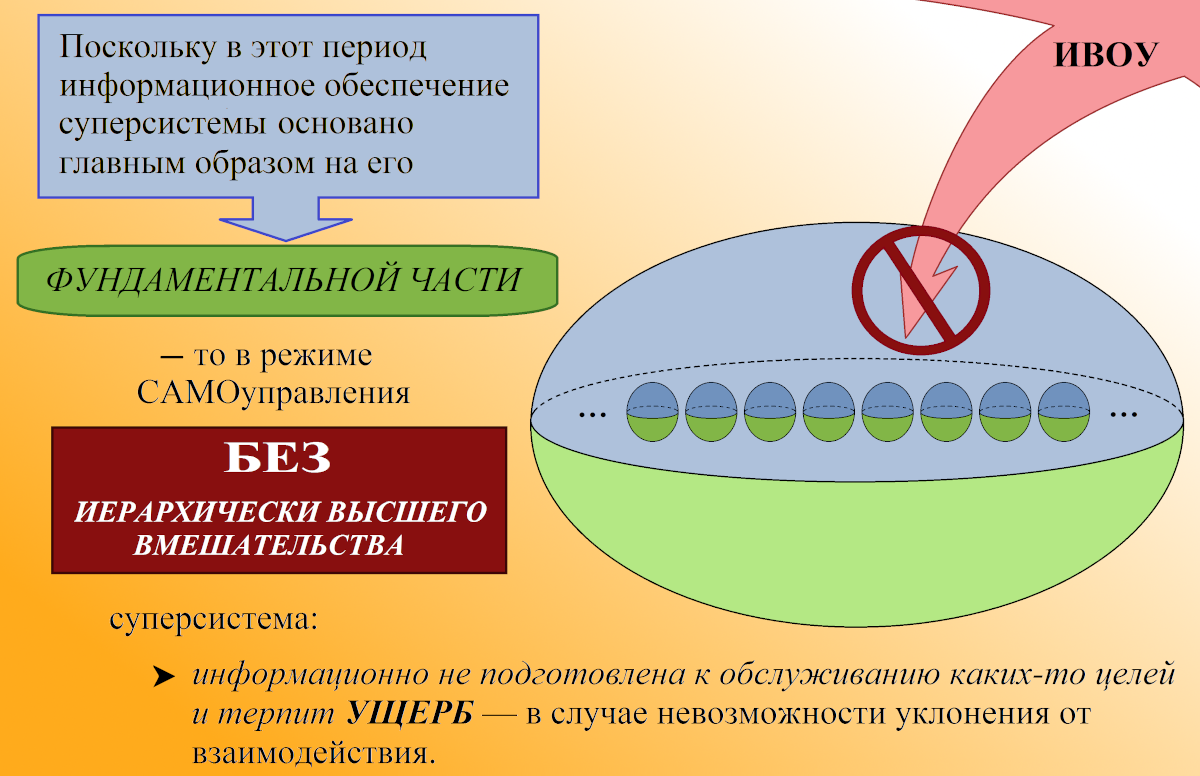 Поскольку в этот период
информационное обеспечение
суперсистемы основано
главным образом на его
ФУНДАМЕНТАЛЬНОЙ ЧАСТИ
— то в режиме
САМОуправления
БЕЗ
ИЕРАРХИЧЕСКИ ВЫСШЕГО
ВМЕШАТЕЛЬСТВА
ИВОУ
... ...
суперсистема:
➤ информационно не подготовлена к обслуживанию каких-то целей
и терпит УЩЕРБ — в случае невозможности уклонения от
взаимодействия.